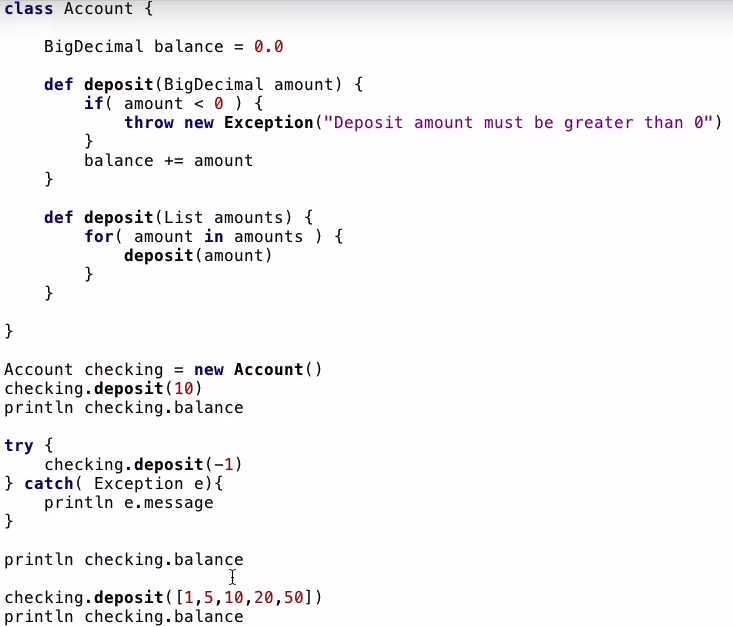 class Account {
    BigDecimal balance = 0.0
    def deposit(BigDecimal amount) {
        if( amount < 0 ) {
            throw new Exception("Deposit amount must be greater than 0")
        }
        balance += amount
    }
    def deposit(List amounts) {
        for( amount in amounts ) {
            deposit(amount)
        }
    }
}
Account checking = new Account()
checking.deposit(10)
println checking.balance
try {
    checking.deposit(-1)
} catch( Exception e){
    println e.message
}
println checking.balance
checking.deposit([1,5,10,20,50])
println checking.balance